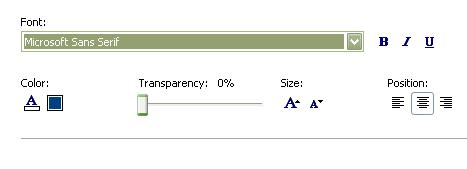 Font:
Microsoft Sans Serif
B I U
Color: Transparency: 0% Size: Position:
A A A